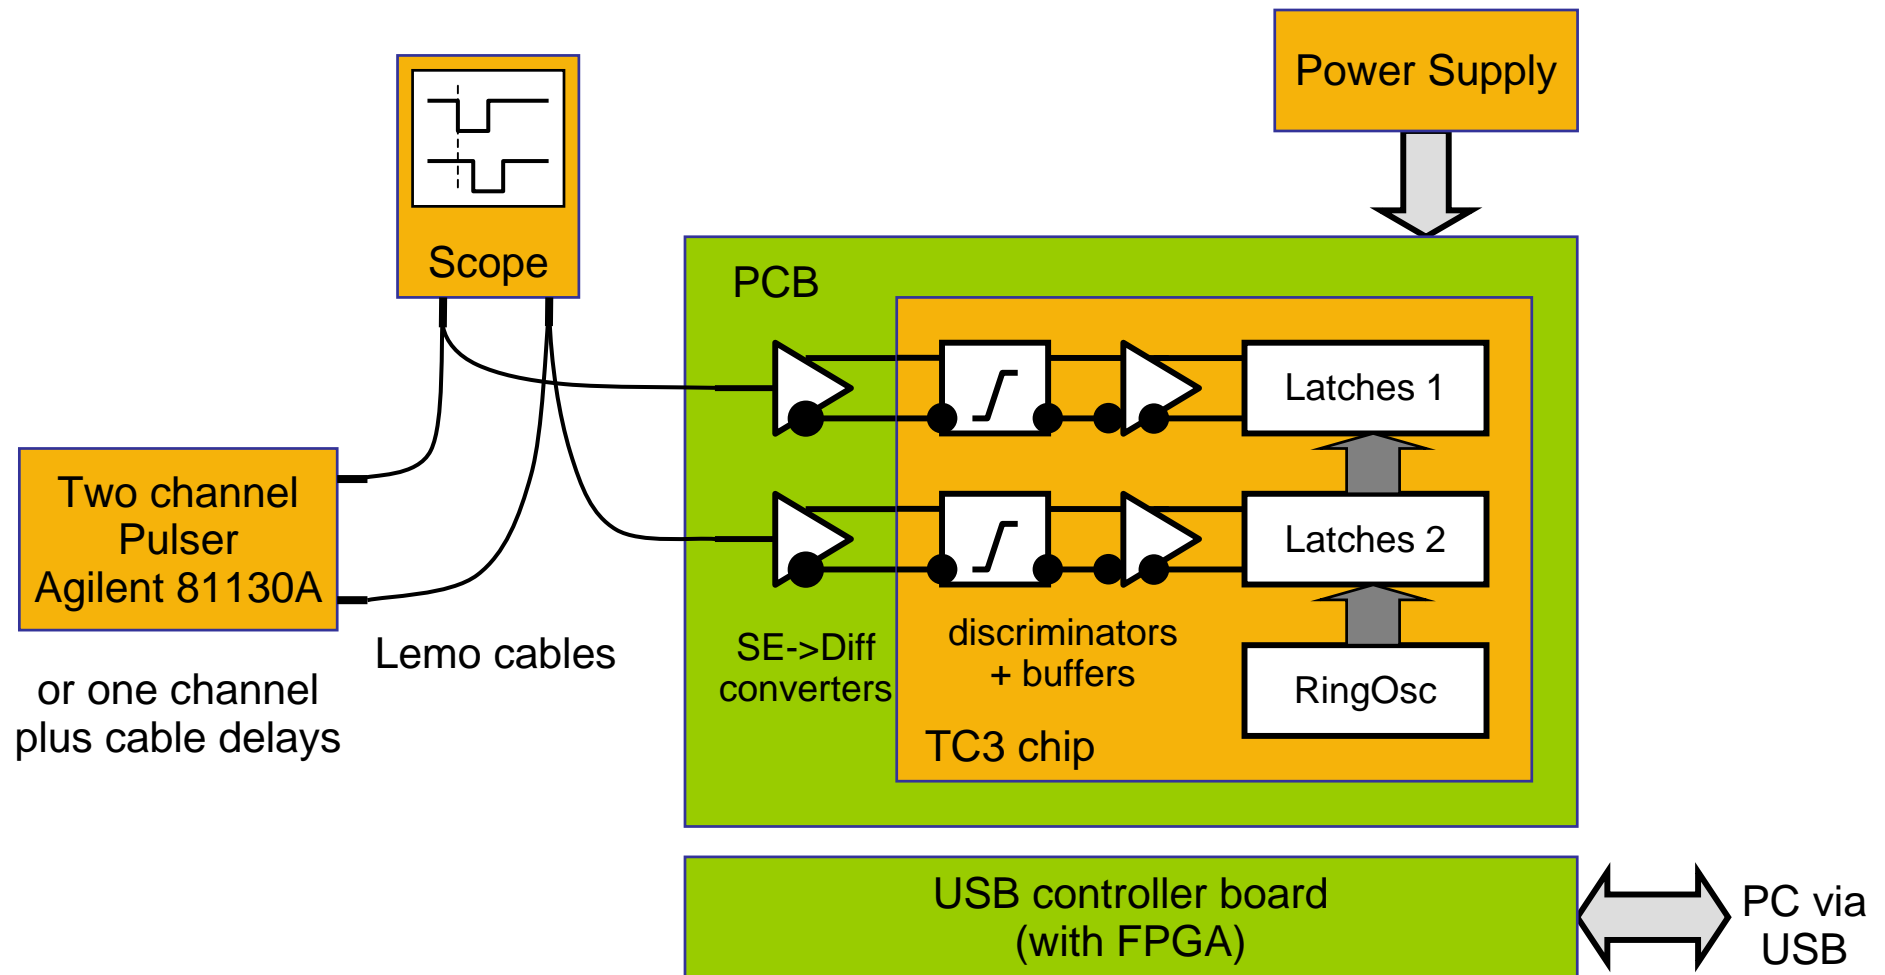 Power Supply
Scope
PCB
Latches 1
Two channel
Pulser
Agilent 81130A
Latches 2
Lemo cables
SE->Diff
converters
discriminators
+ buffers
RingOsc
or one channel
plus cable delays
TC3 chip
USB controller board
(with FPGA)
PC via
USB